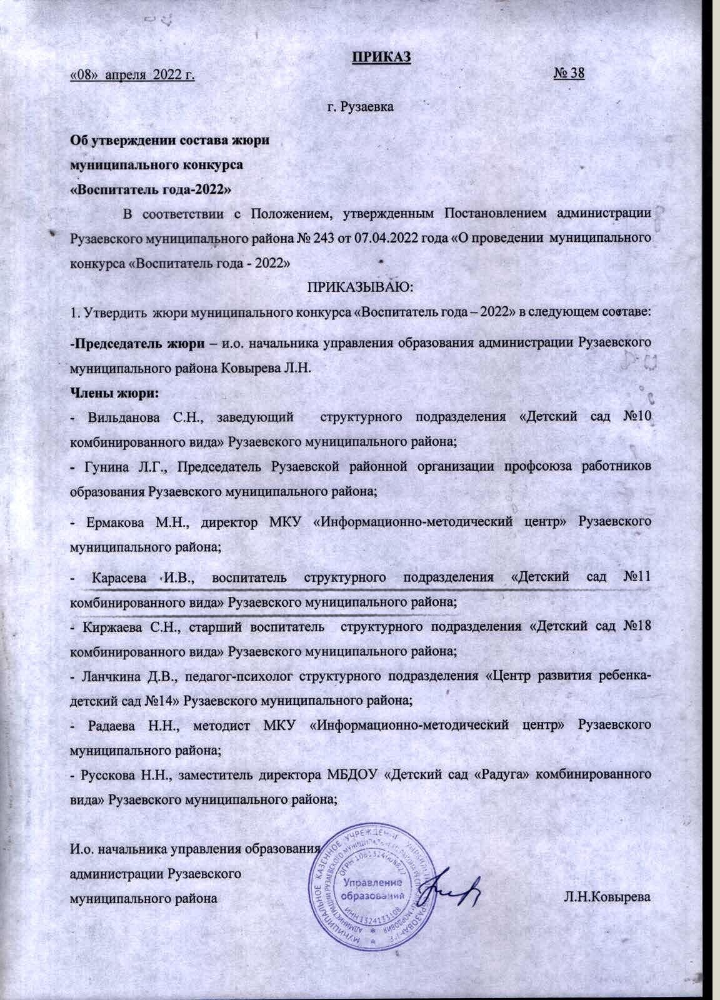 ПРИКАЗ
«08» апреля 2022 г.
№ 38
г. Рузаевка
Об утверждении состава жюри
муниципального конкурса
«Воспитатель года-2022»
В соответствии с Положением, утвержденным Постановлением администрации
Рузаевского муниципального района № 243 от 07.04.2022 года «О проведении муниципального
конкурса «Воспитатель года - 2022»
ПРИКАЗЫВАЮ:
1. Утвердить жюри муниципального конкурса «Воспитатель года – 2022» в следующем составе:
-Председатель жюри – и.о. начальника управления образования администрации Рузаевского
муниципального района Ковырева Л.Н.
Члены жюри:
- Вильданова С.Н., заведующий структурного подразделения «Детский сад №10
комбинированного вида» Рузаевского муниципального района;
- Гунина Л.Г., Председатель Рузаевской районной организации профсоюза работников
образования Рузаевского муниципального района;
- Ермакова М.Н., директор МКУ «Информационно-методический центр» Рузаевского
муниципального района;
- Карасева И.В., воспитатель структурного подразделения «Детский сад №11
комбинированного вида» Рузаевского муниципального района;
- Киржаева С.Н., старший воспитатель структурного подразделения «Детский сад №18
комбинированного вида» Рузаевского муниципального района;
- Ланчкина Д.В., педагог-психолог структурного подразделения «Центр развития ребенка-
детский сад №14» Рузаевского муниципального района;
- Радаева Н.Н., методист МКУ «Информационно-методический центр» Рузаевского
муниципального района;
- Русскова Н.Н., заместитель директора МБДОУ «Детский сад «Радуга» комбинированного
вида» Рузаевского муниципального района;
И.о. начальника управления образования
администрации Рузаевского
муниципального района
Л.Н.Ковырева
МУНИЦИПАЛЬНОЕ КАЗЕННОЕ УЧРЕЖДЕНИЕ
АДМИНИСТРАЦИИ РУЗАЕВСКОГО МУНИЦИПАЛЬНОГО РАЙОНА РЕСПУБЛИКИ МОРДОВИЯ
Управление
образования
ИНН 1324133108